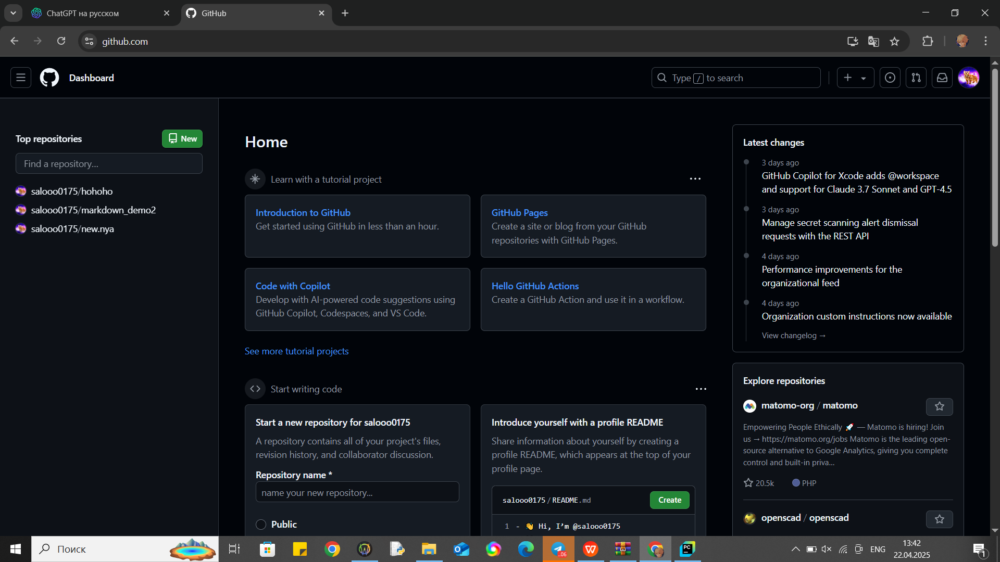 ChatGPT на русском
GitHub
github.com
Dashboard
Type / to search
Top repositories
New
Find a repository...
salooo0175/hohoho
salooo0175/markdown_demo2
salooo0175/new.nya
Home
Learn with a tutorial project
Introduction to GitHub
Get started using GitHub in less than an hour.
GitHub Pages
Create a site or blog from your GitHub
repositories with GitHub Pages.
Code with Copilot
Develop with AI-powered code suggestions using
GitHub Copilot, Codespaces, and VS Code.
Hello GitHub Actions
Create a GitHub Action and use it in a workflow.
See more tutorial projects
Start writing code
Start a new repository for salooo0175
A repository contains all of your project's files,
revision history, and collaborator discussion.
Repository name *
name your new repository...
Public
Introduce yourself with a profile README
Share information about yourself by creating a
profile README, which appears at the top of your
profile page.
salooo0175 / README.md
Create
1 - 👋 Hi, I’m @salooo0175
Latest changes
3 days ago
GitHub Copilot for Xcode adds @workspace
and support for Claude 3.7 Sonnet and GPT-4.5
3 days ago
Manage secret scanning alert dismissal
requests with the REST API
4 days ago
Performance improvements for the
organizational feed
4 days ago
Organization custom instructions now available
View changelog →
Explore repositories
matomo-org / matomo
Empowering People Ethically 🚀 — Matomo is hiring! Join
us → https://matomo.org/jobs Matomo is the leading open-
source alternative to Google Analytics, giving you complete
control and built-in priva...
20.5k
PHP
openscad / openscad
Поиск
..06
PC
ENG
13:42
22.04.2025
1